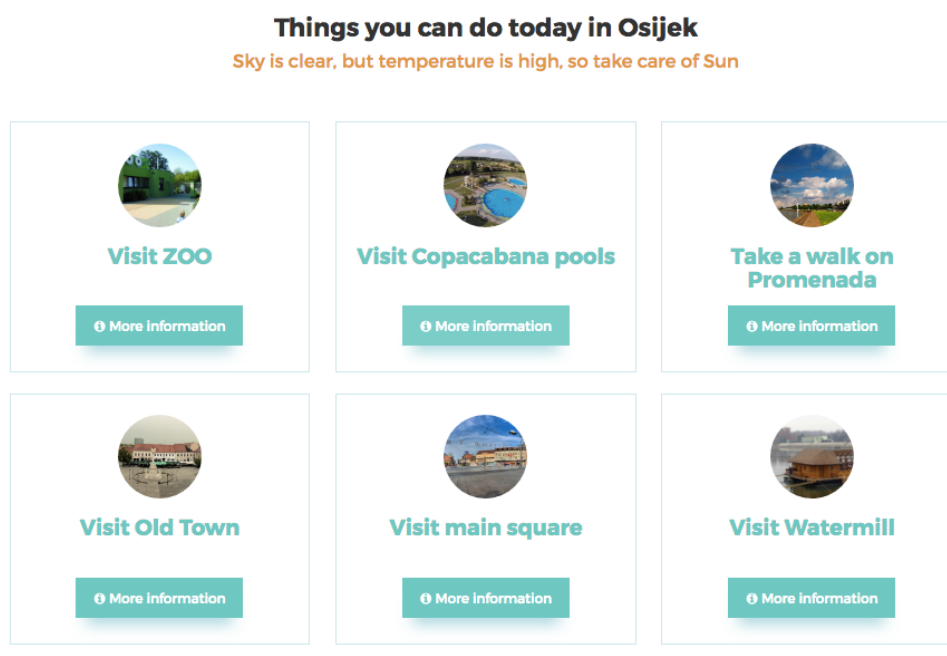 Things you can do today in Osijek
Sky is clear, but temperature is high, so take care of Sun
Visit ZOO
More information
Visit Copacabana pools
More information
Take a walk on
Promenada
More information
Visit Old Town
More information
Visit main square
More information
Visit Watermill
More information